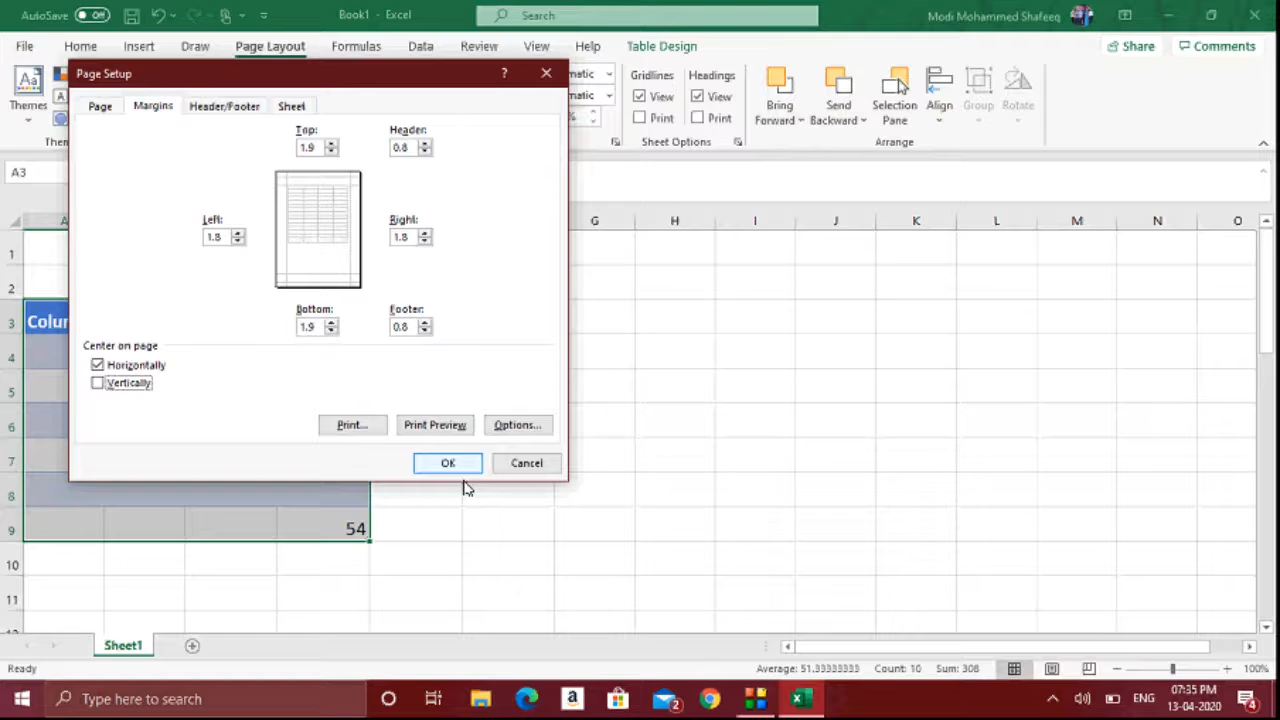 AutoSave Off Book1 - Excel Search Modi Mohammed Shafeeq
File Home Insert Draw Page Layout Formulas Data Review View Help Table Design Share Comments
Page Setup ?
Page Margins Header/Footer Sheet
Top: Header:
1.9 0.8
Left: Right:
1.8 1.8
Bottom: Footer:
1.9 0.8
Center on page
Horizontally
Vertically
Print... Print Preview Options...
OK Cancel
Themes
matic Gridlines Headings
matic View View
% Print Print
Bring Forward Send Backward Selection Pane Align Group Rotate
Sheet Options Arrange
A3
G H I J K L M N O
1
2
3 Colum
4
5
6
7
8
9 54
10
11
Sheet1
Ready Average: 51.33333333 Count: 10 Sum: 308 100%
Type here to search a 2 ENG 07:35 PM
13-04-2020 4